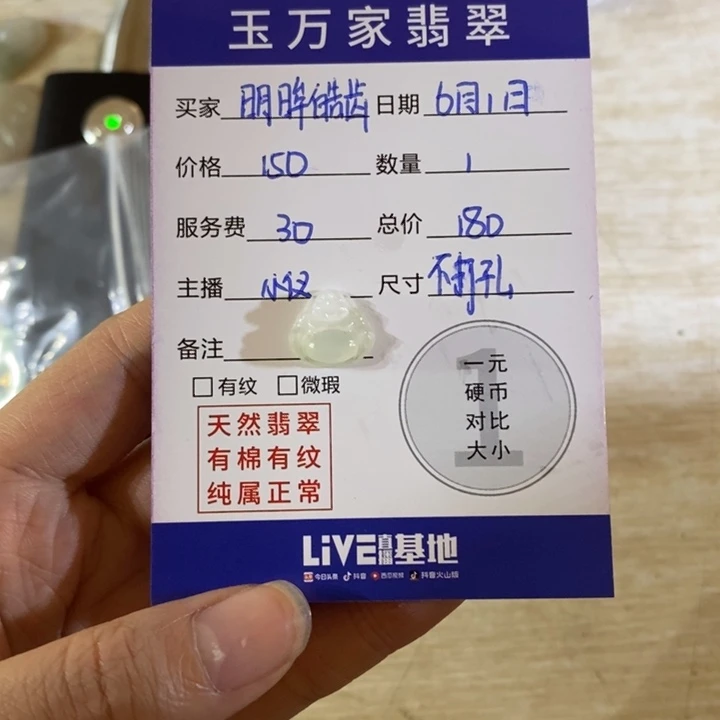 玉万家翡翠
买家 明眸皓齿 日期 6月1日
价格 150 数量 1
服务费 30 总价 180
主播 小 尺寸 不打孔
备注
有纹 微瑕
天然翡翠
有棉有纹
纯属正常
一元
硬币
对比
大小
1
LiVE直播基地
今日头条 抖音 西瓜视频 抖音火山版